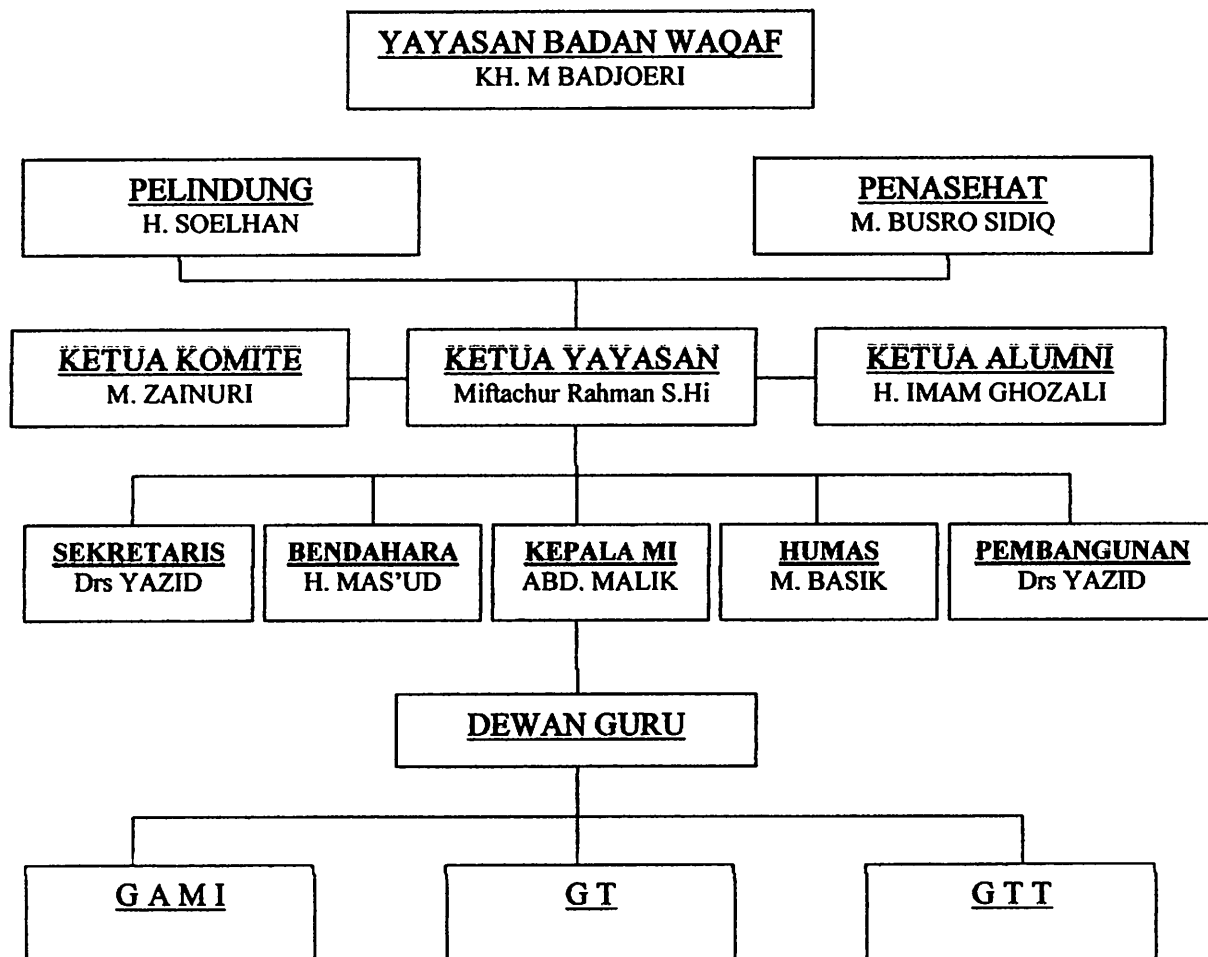 YAYASAN BADAN WAQAF
KH. M BADJOERI
PELINDUNG
H. SOELHAN
PENASEHAT
M. BUSRO SIDIQ
KETUA KOMITE
M. ZAINURI
KETUA YAYASAN
Miftachur Rahman S.Hi
KETUA ALUMNI
H. IMAM GHOZALI
SEKRETARIS
Drs YAZID
BENDAHARA
H. MAS'UD
KEPALA MI
ABD. MALIK
HUMAS
M. BASIK
PEMBANGUNAN
Drs YAZID
DEWAN GURU
G A M I
G T
G T T